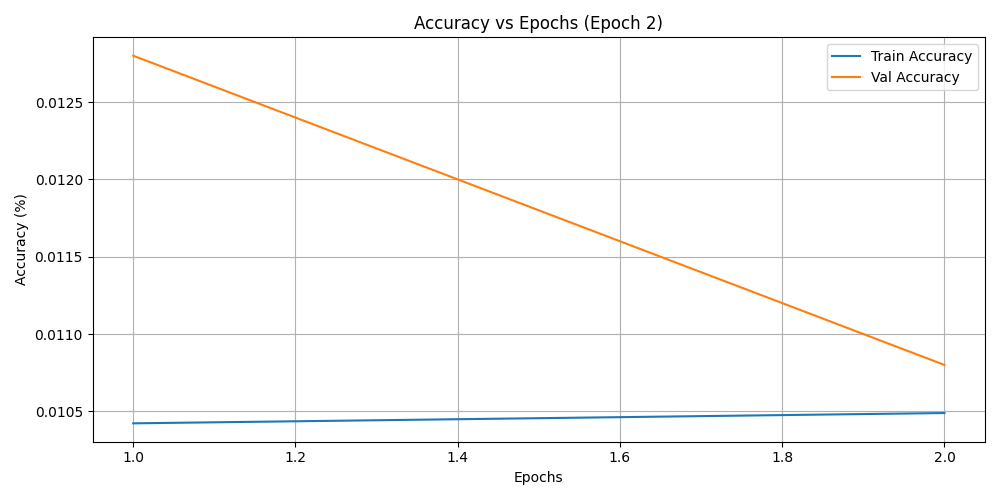 Accuracy vs Epochs (Epoch 2)
Train Accuracy
Val Accuracy
Accuracy (%)
0.0125
0.0120
0.0115
0.0110
0.0105
1.0 1.2 1.4 1.6 1.8 2.0
Epochs